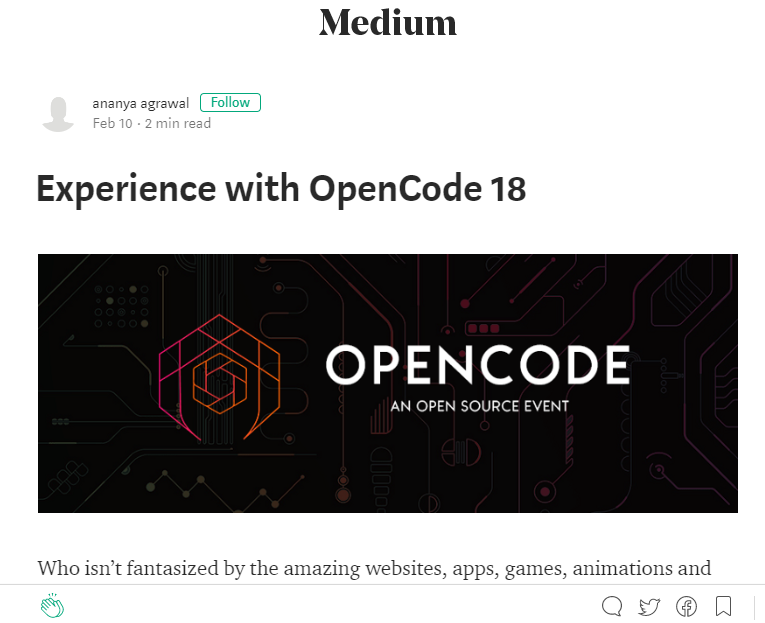 Medium
ananya agrawal Follow
Feb 10 · 2 min read
Experience with OpenCode 18
OPENCODE
AN OPEN SOURCE EVENT
Who isn’t fantasized by the amazing websites, apps, games, animations and